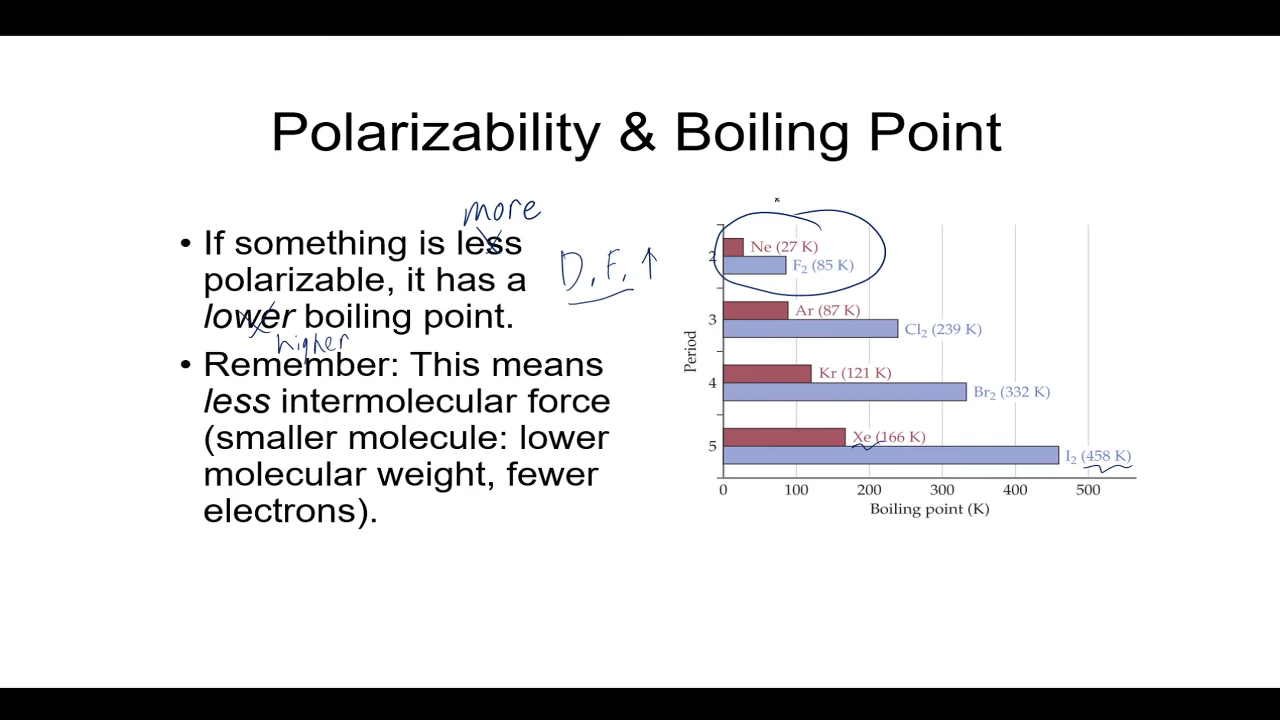 Polarizability & Boiling Point
more
• If something is less
polarizable, it has a
lower boiling point.
higher
D.F. ↑
• Remember: This means
less intermolecular force
(smaller molecule: lower
molecular weight, fewer
electrons).
Period
2
Ne (27 K)
F₂ (85 K)
3
Ar (87 K)
Cl₂ (239 K)
4
Kr (121 K)
Br₂ (332 K)
5
Xe (166 K)
I₂ (458 K)
0 100 200 300 400 500
Boiling point (K)